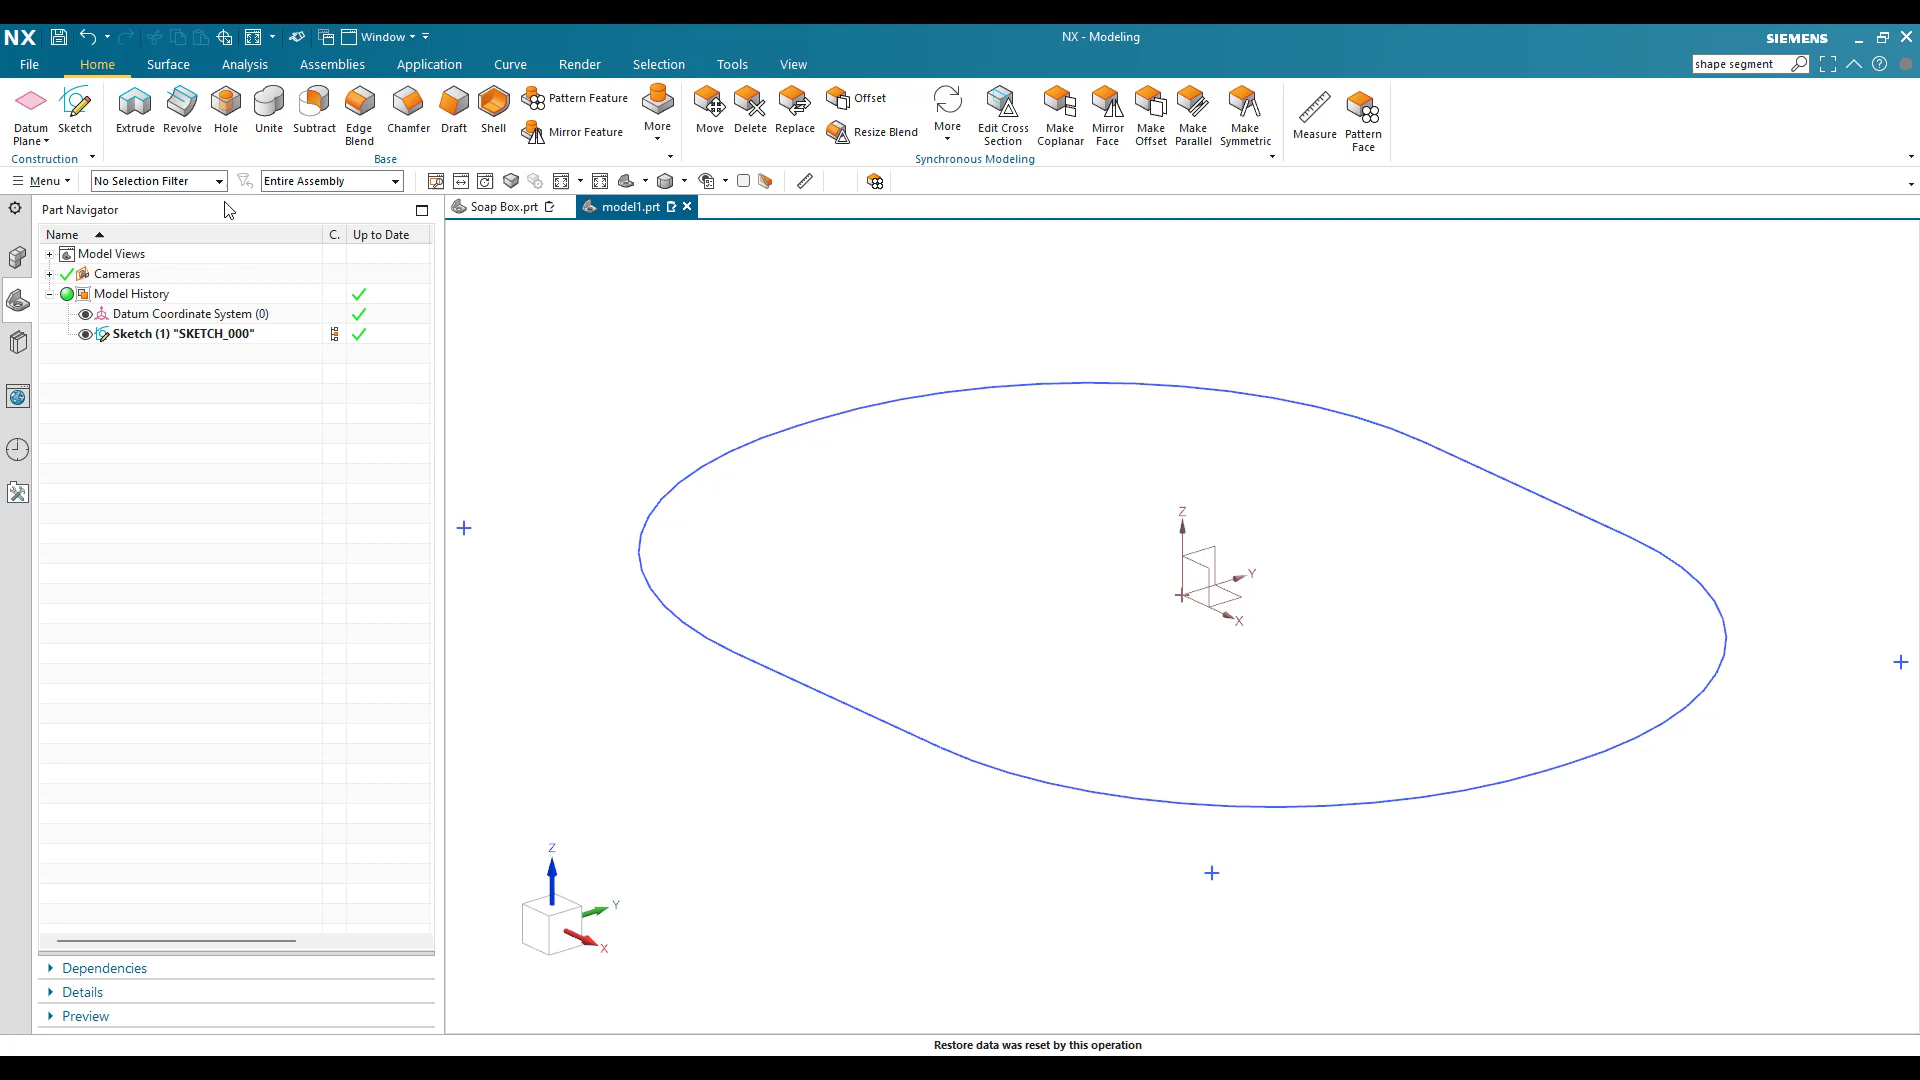 NX
Window
NX - Modeling
SIEMENS
File Home Surface Analysis Assemblies Application Curve Render Selection Tools View
shape segment
Datum Plane
Sketch
Extrude
Revolve
Hole
Unite
Subtract
Edge Blend
Chamfer
Draft
Shell
Pattern Feature
Mirror Feature
More
Move
Delete
Replace
Offset
Resize Blend
More
Edit Cross Section
Make Coplanar
Mirror Face
Make Offset
Make Parallel
Make Symmetric
Measure
Pattern Face
Construction
Base
Synchronous Modeling
Menu
No Selection Filter
Entire Assembly
Part Navigator
Soap Box.prt
model1.prt
Name C. Up to Date
Model Views
Cameras
Model History
Datum Coordinate System (0)
Sketch (1) "SKETCH_000"
Z
Y
X
Z
Y
X
Dependencies
Details
Preview
Restore data was reset by this operation